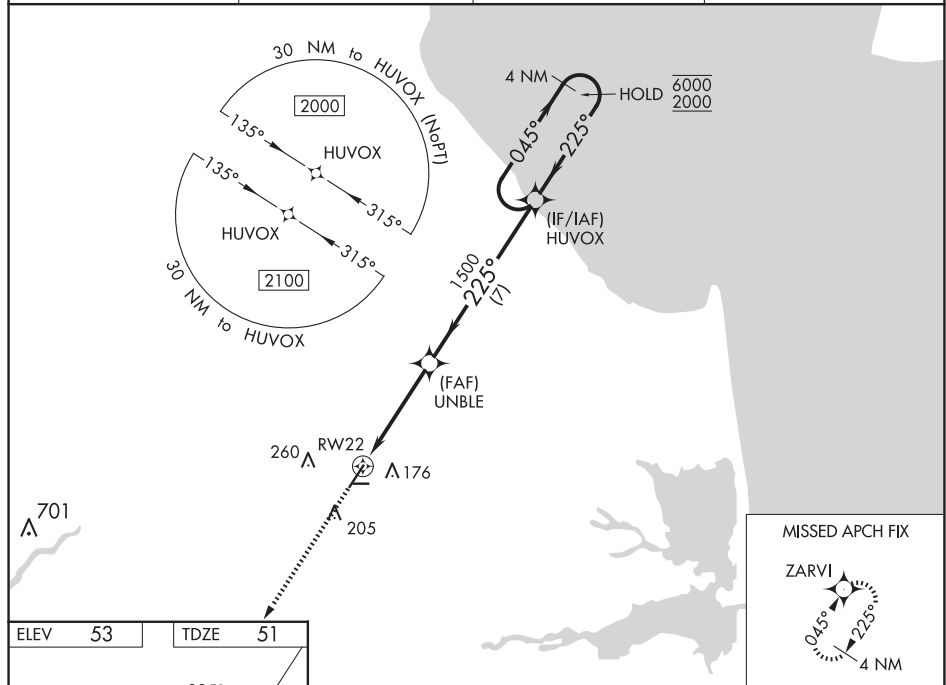 30 NM to HUVOX (NoPT)
2000
135°
HUVOX
315°
135°
HUVOX
315°
2100
30 NM to HUVOX
4 NM
HOLD
6000
2000
045°
225°
(IF/IAF)
HUVOX
1500
225°
(7)
(FAF)
UNBLE
RW22
260
176
205
701
MISSED APCH FIX
ZARVI
045°
225°
4 NM
ELEV 53
TDZE 51